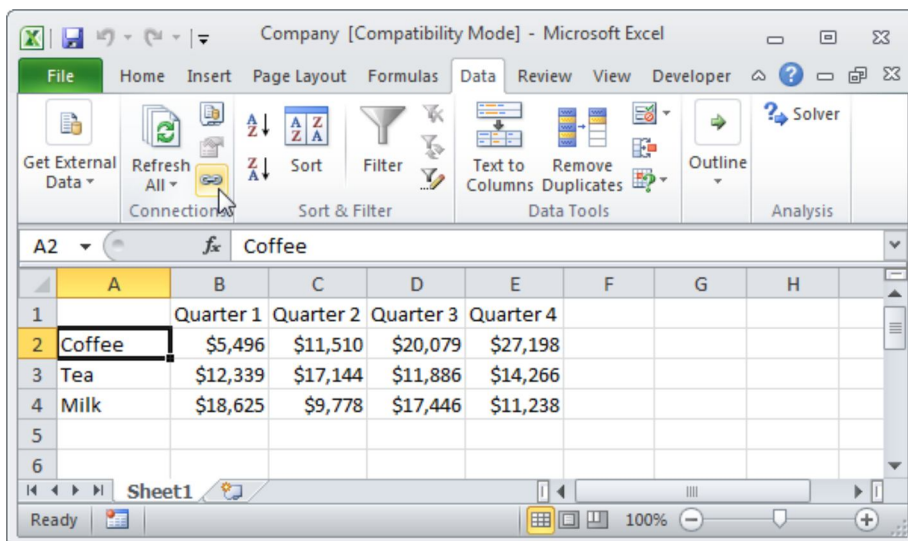 Company [Compatibility Mode] - Microsoft Excel
File Home Insert Page Layout Formulas Data Review View Developer
Get External Data
Refresh All
A Z
Z A
A Z Z A
Sort
Filter
Text to Columns
Remove Duplicates
Outline
Solver
Connections
Sort & Filter
Data Tools
Analysis
A2 fx Coffee
A B C D E F G H
1 Quarter 1 Quarter 2 Quarter 3 Quarter 4
2 Coffee $5,496 $11,510 $20,079 $27,198
3 Tea $12,339 $17,144 $11,886 $14,266
4 Milk $18,625 $9,778 $17,446 $11,238
5
6
Sheet1
Ready 100%